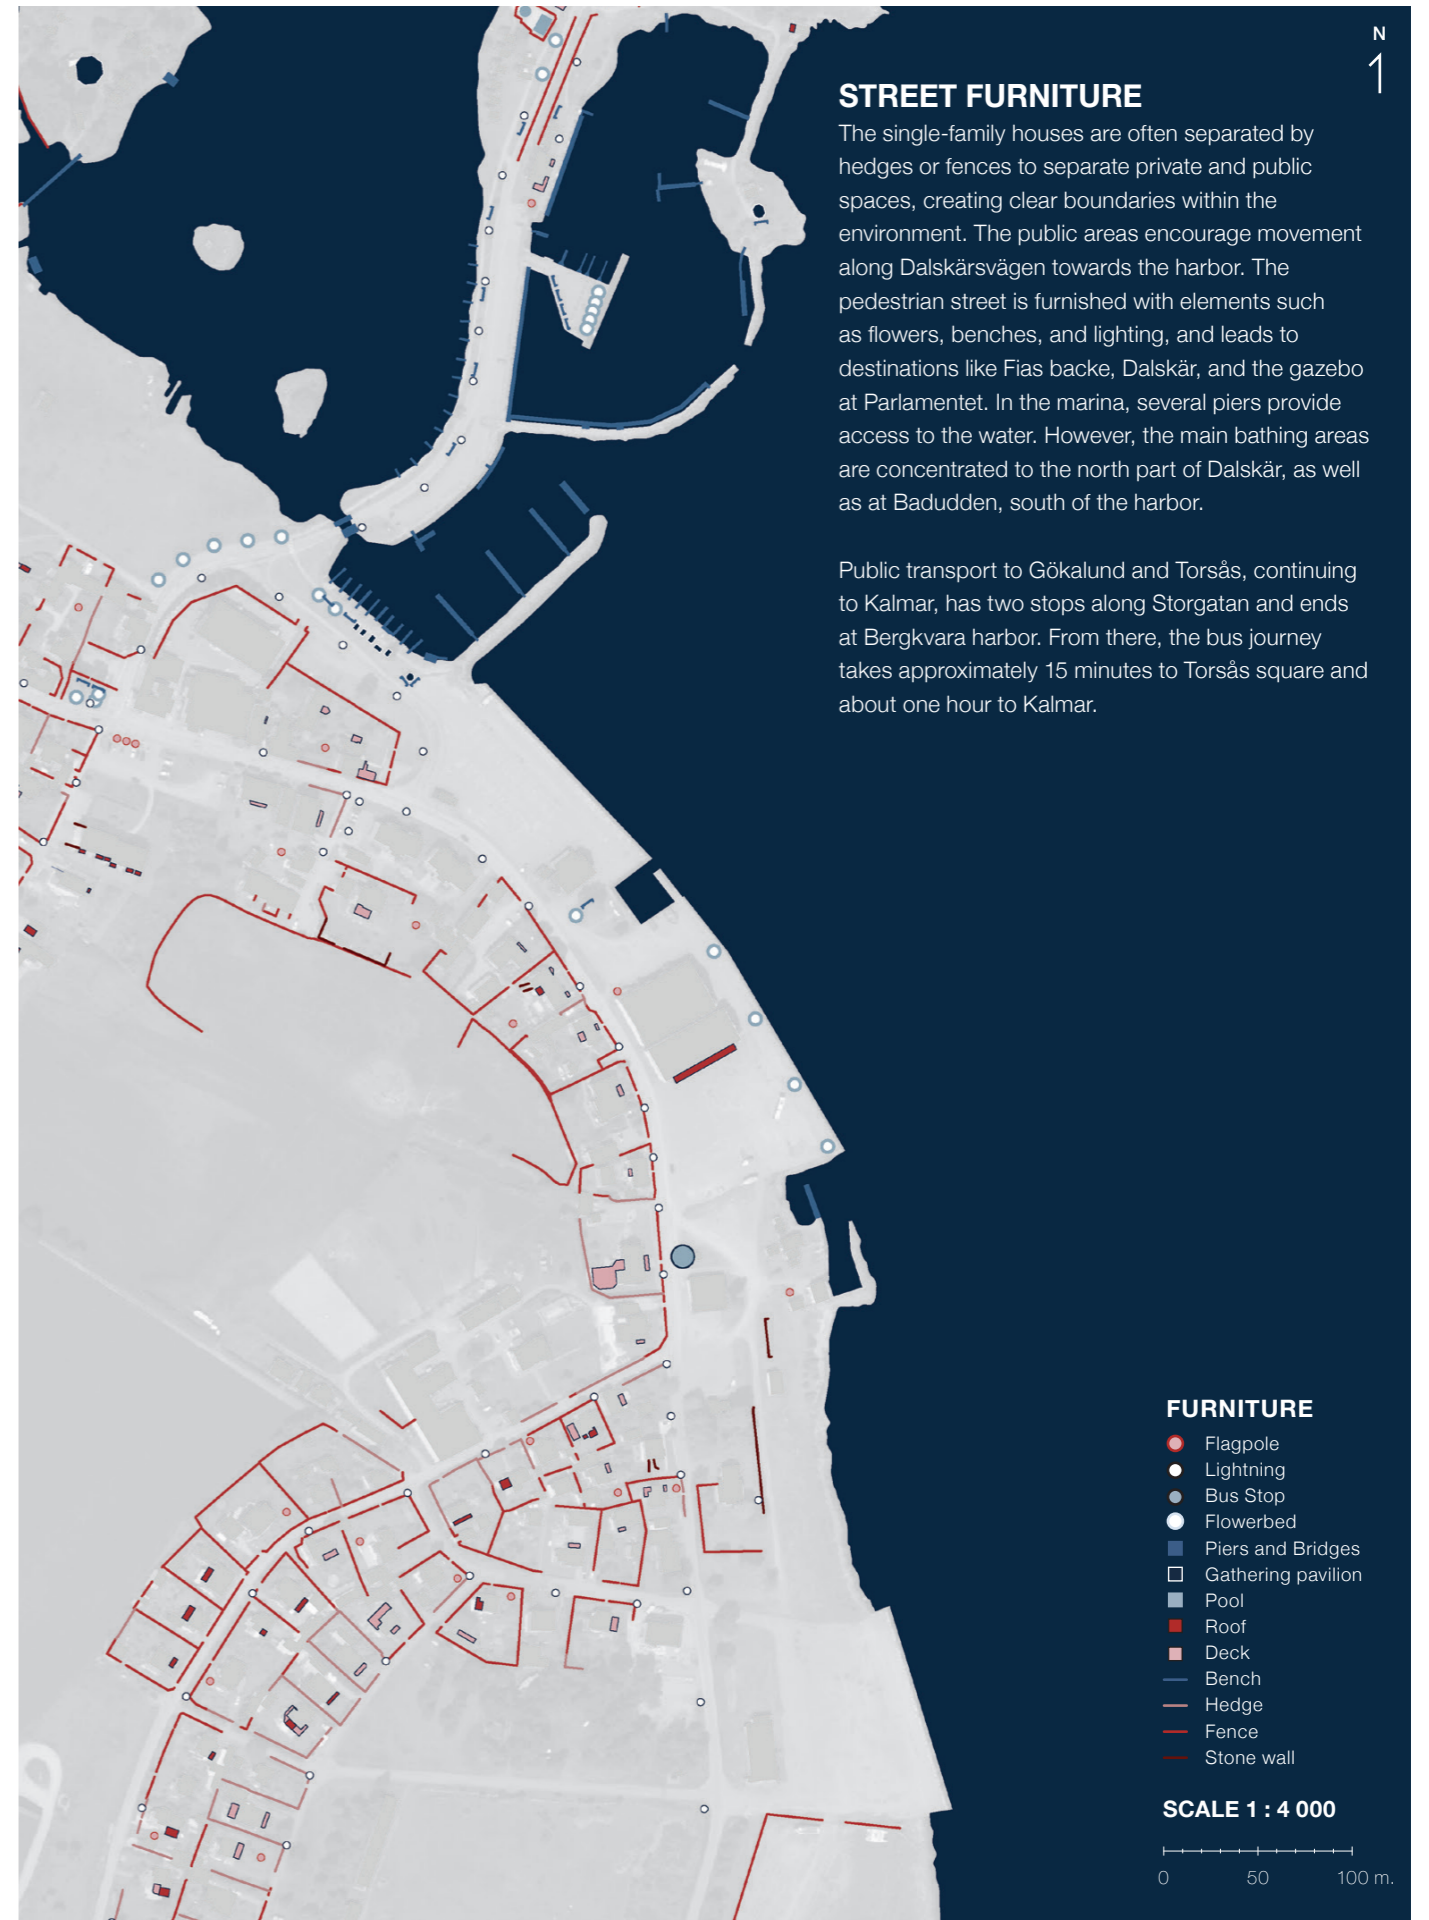 N
STREET FURNITURE
The single-family houses are often separated by
hedges or fences to separate private and public
spaces, creating clear boundaries within the
environment. The public areas encourage movement
along Dalskärsvägen towards the harbor. The
pedestrian street is furnished with elements such
as flowers, benches, and lighting, and leads to
destinations like Fias backe, Dalskär, and the gazebo
at Parlamentet. In the marina, several piers provide
access to the water. However, the main bathing areas
are concentrated to the north part of Dalskär, as well
as at Badudden, south of the harbor.
Public transport to Gökalund and Torsås, continuing
to Kalmar, has two stops along Storgatan and ends
at Bergkvara harbor. From there, the bus journey
takes approximately 15 minutes to Torsås square and
about one hour to Kalmar.
FURNITURE
Flagpole
Lightning
Bus Stop
Flowerbed
Piers and Bridges
Gathering pavilion
Pool
Roof
Deck
Bench
Hedge
Fence
Stone wall
SCALE 1 : 4 000
0 50 100 m.